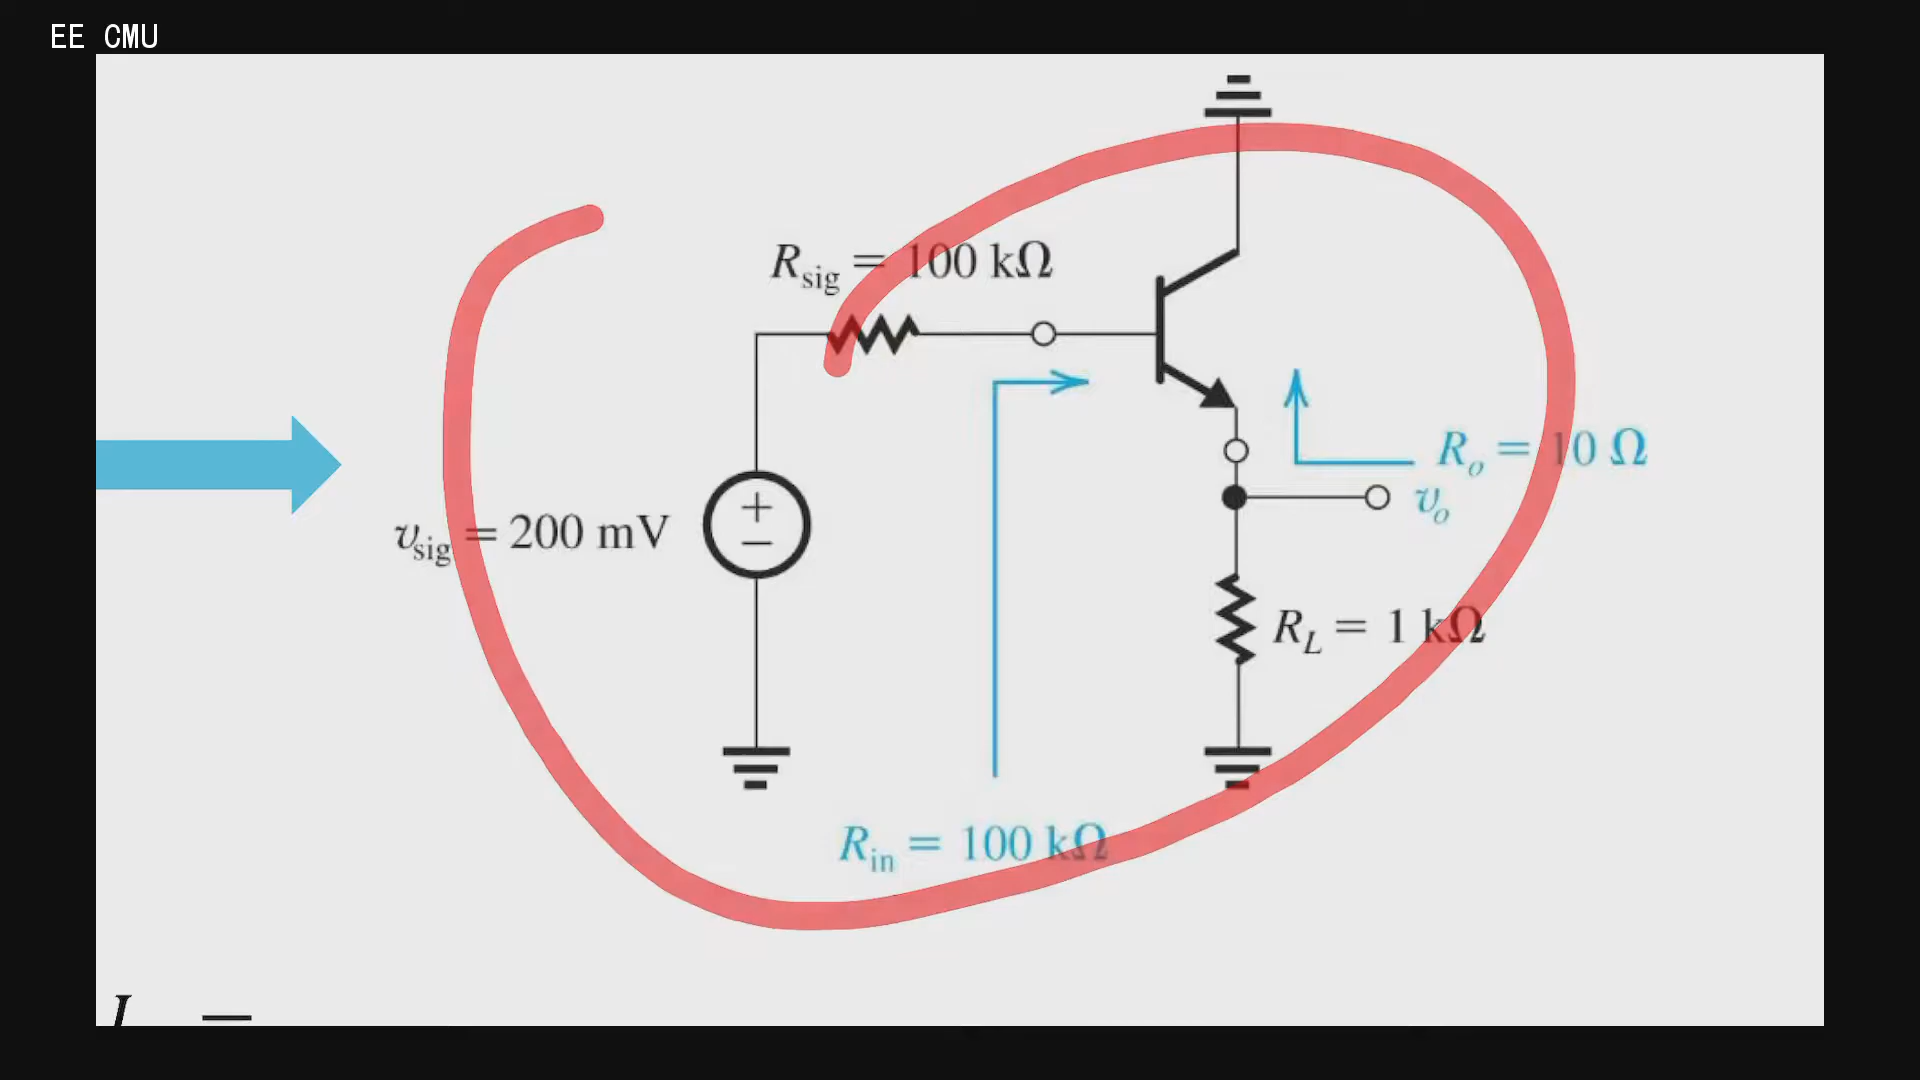 EE CMU
R_sig = 100 kΩ
R_o = 10 Ω
v_o
v_sig = 200 mV
+
−
R_L = 1 kΩ
R_in = 100 kΩ